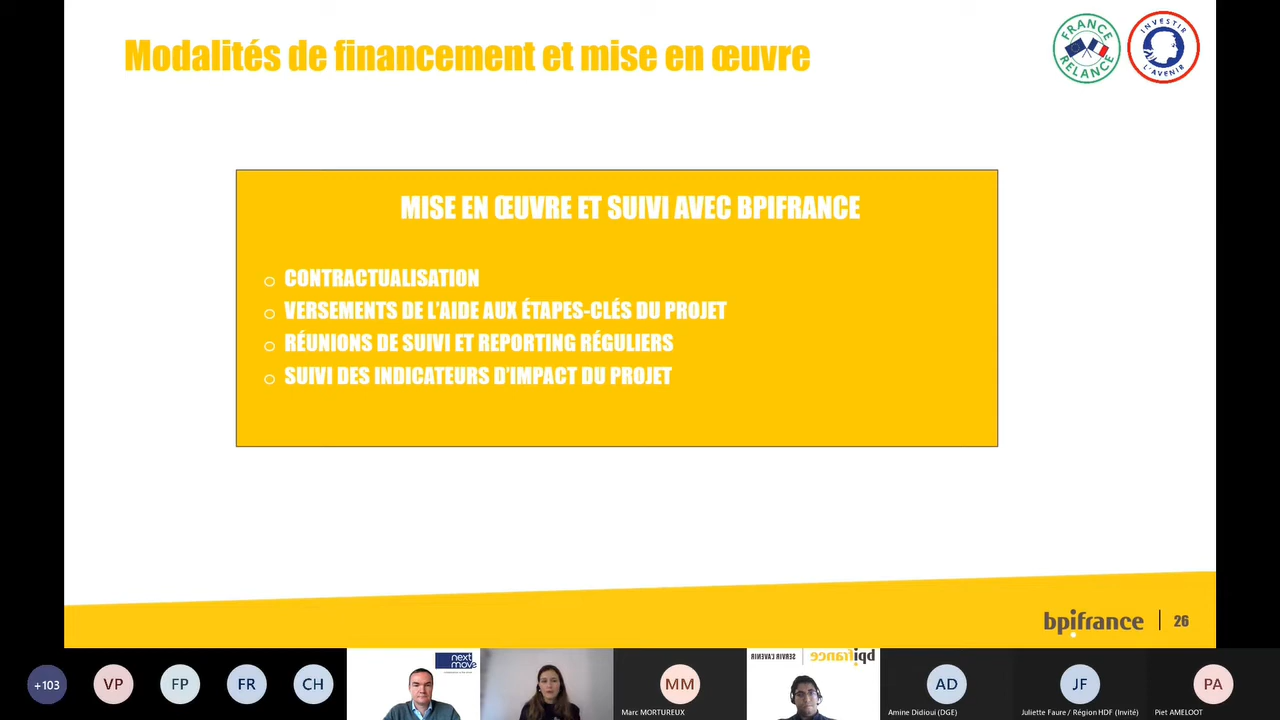 Modalités de financement et mise en œuvre
FRANCE
RELANCE
INVESTIR
L'AVENIR
MISE EN ŒUVRE ET SUIVI AVEC BPIFRANCE
CONTRACTUALISATION
VERSEMENTS DE L'AIDE AUX ÉTAPES-CLÉS DU PROJET
RÉUNIONS DE SUIVI ET REPORTING RÉGULIERS
SUIVI DES INDICATEURS D'IMPACT DU PROJET
bpifrance
26
+103
VP
FP
FR
CH
next
move
MM
Marc MORTUREUX
SERVIR L'AVENIR
bpifrance
AD
Amine Didioui (DGE)
JF
Juliette Faure / Région HDF (Invité)
PA
Piet AMELOOT